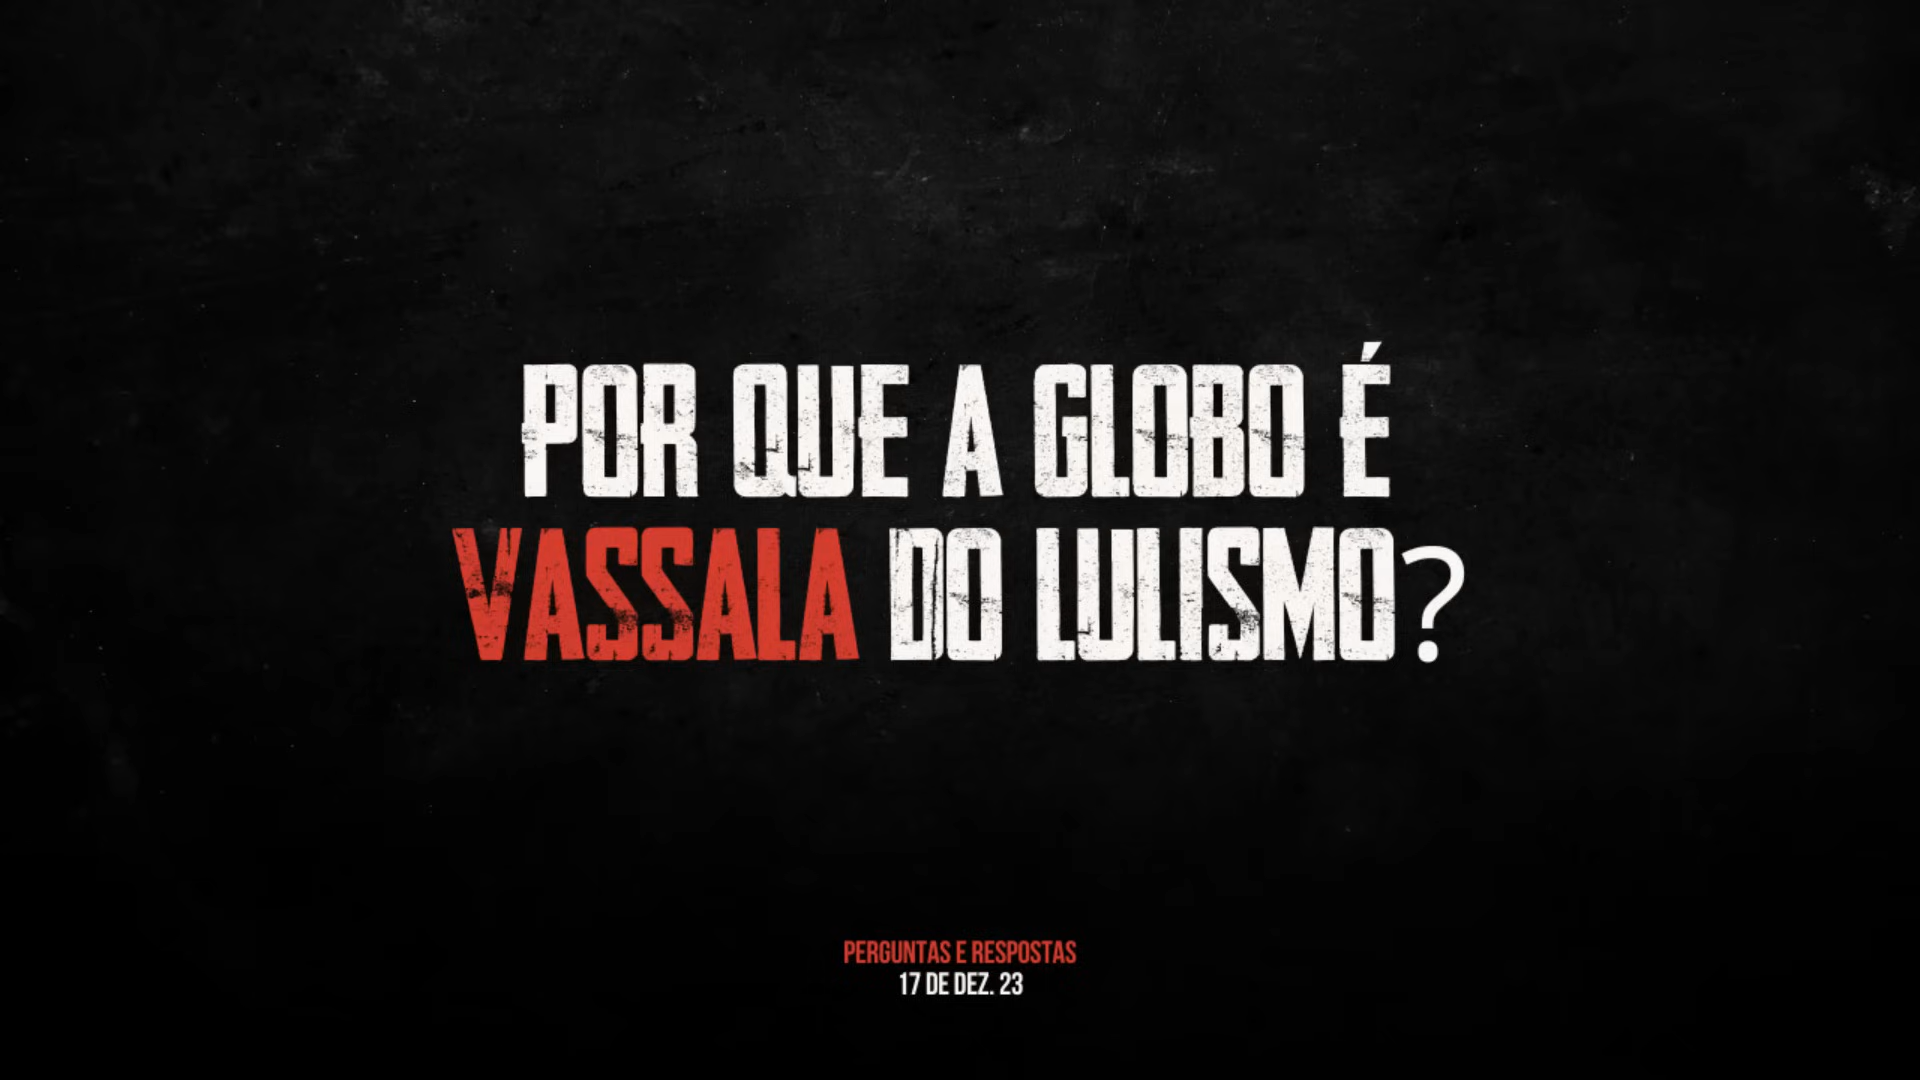 POR QUE A GLOBO É
VASSALA DO LULISMO?
PERGUNTAS E RESPOSTAS
17 DE DEZ. 23